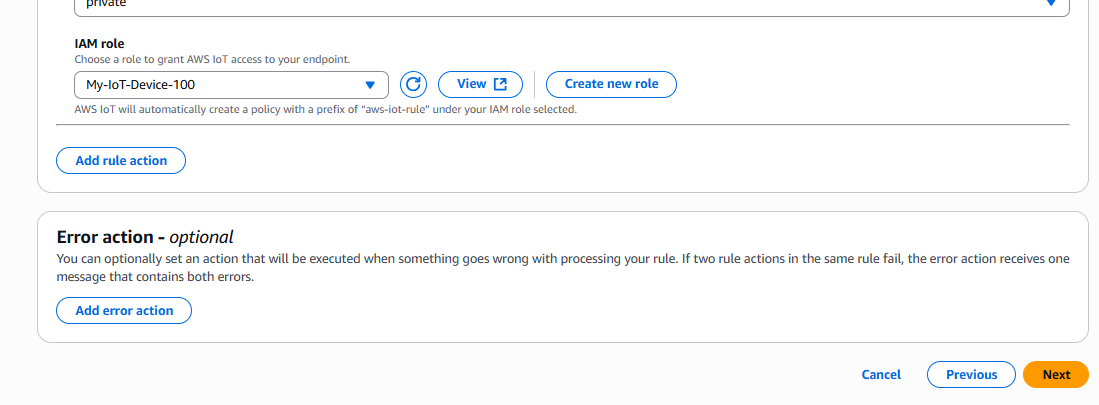 private
IAM role
Choose a role to grant AWS IoT access to your endpoint.
My-IoT-Device-100
View
Create new role
AWS IoT will automatically create a policy with a prefix of “aws-iot-rule” under your IAM role selected.
Add rule action
Error action - optional
You can optionally set an action that will be executed when something goes wrong with processing your rule. If two rule actions in the same rule fail, the error action receives one
message that contains both errors.
Add error action
Cancel
Previous
Next